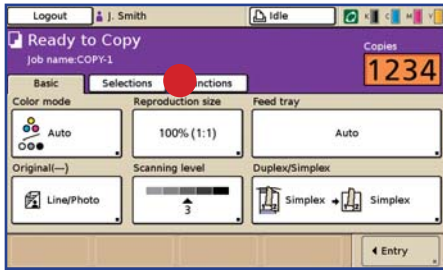 Logout J. Smith Idle K C M Y
Ready to Copy
Job name:COPY-1
Copies
1234
Basic Selections
Color mode Reproduction size Feed tray
Auto 100% (1:1) Auto
Original(—) Scanning level Duplex/Simplex
Line/Photo 3 Simplex Simplex
Entry